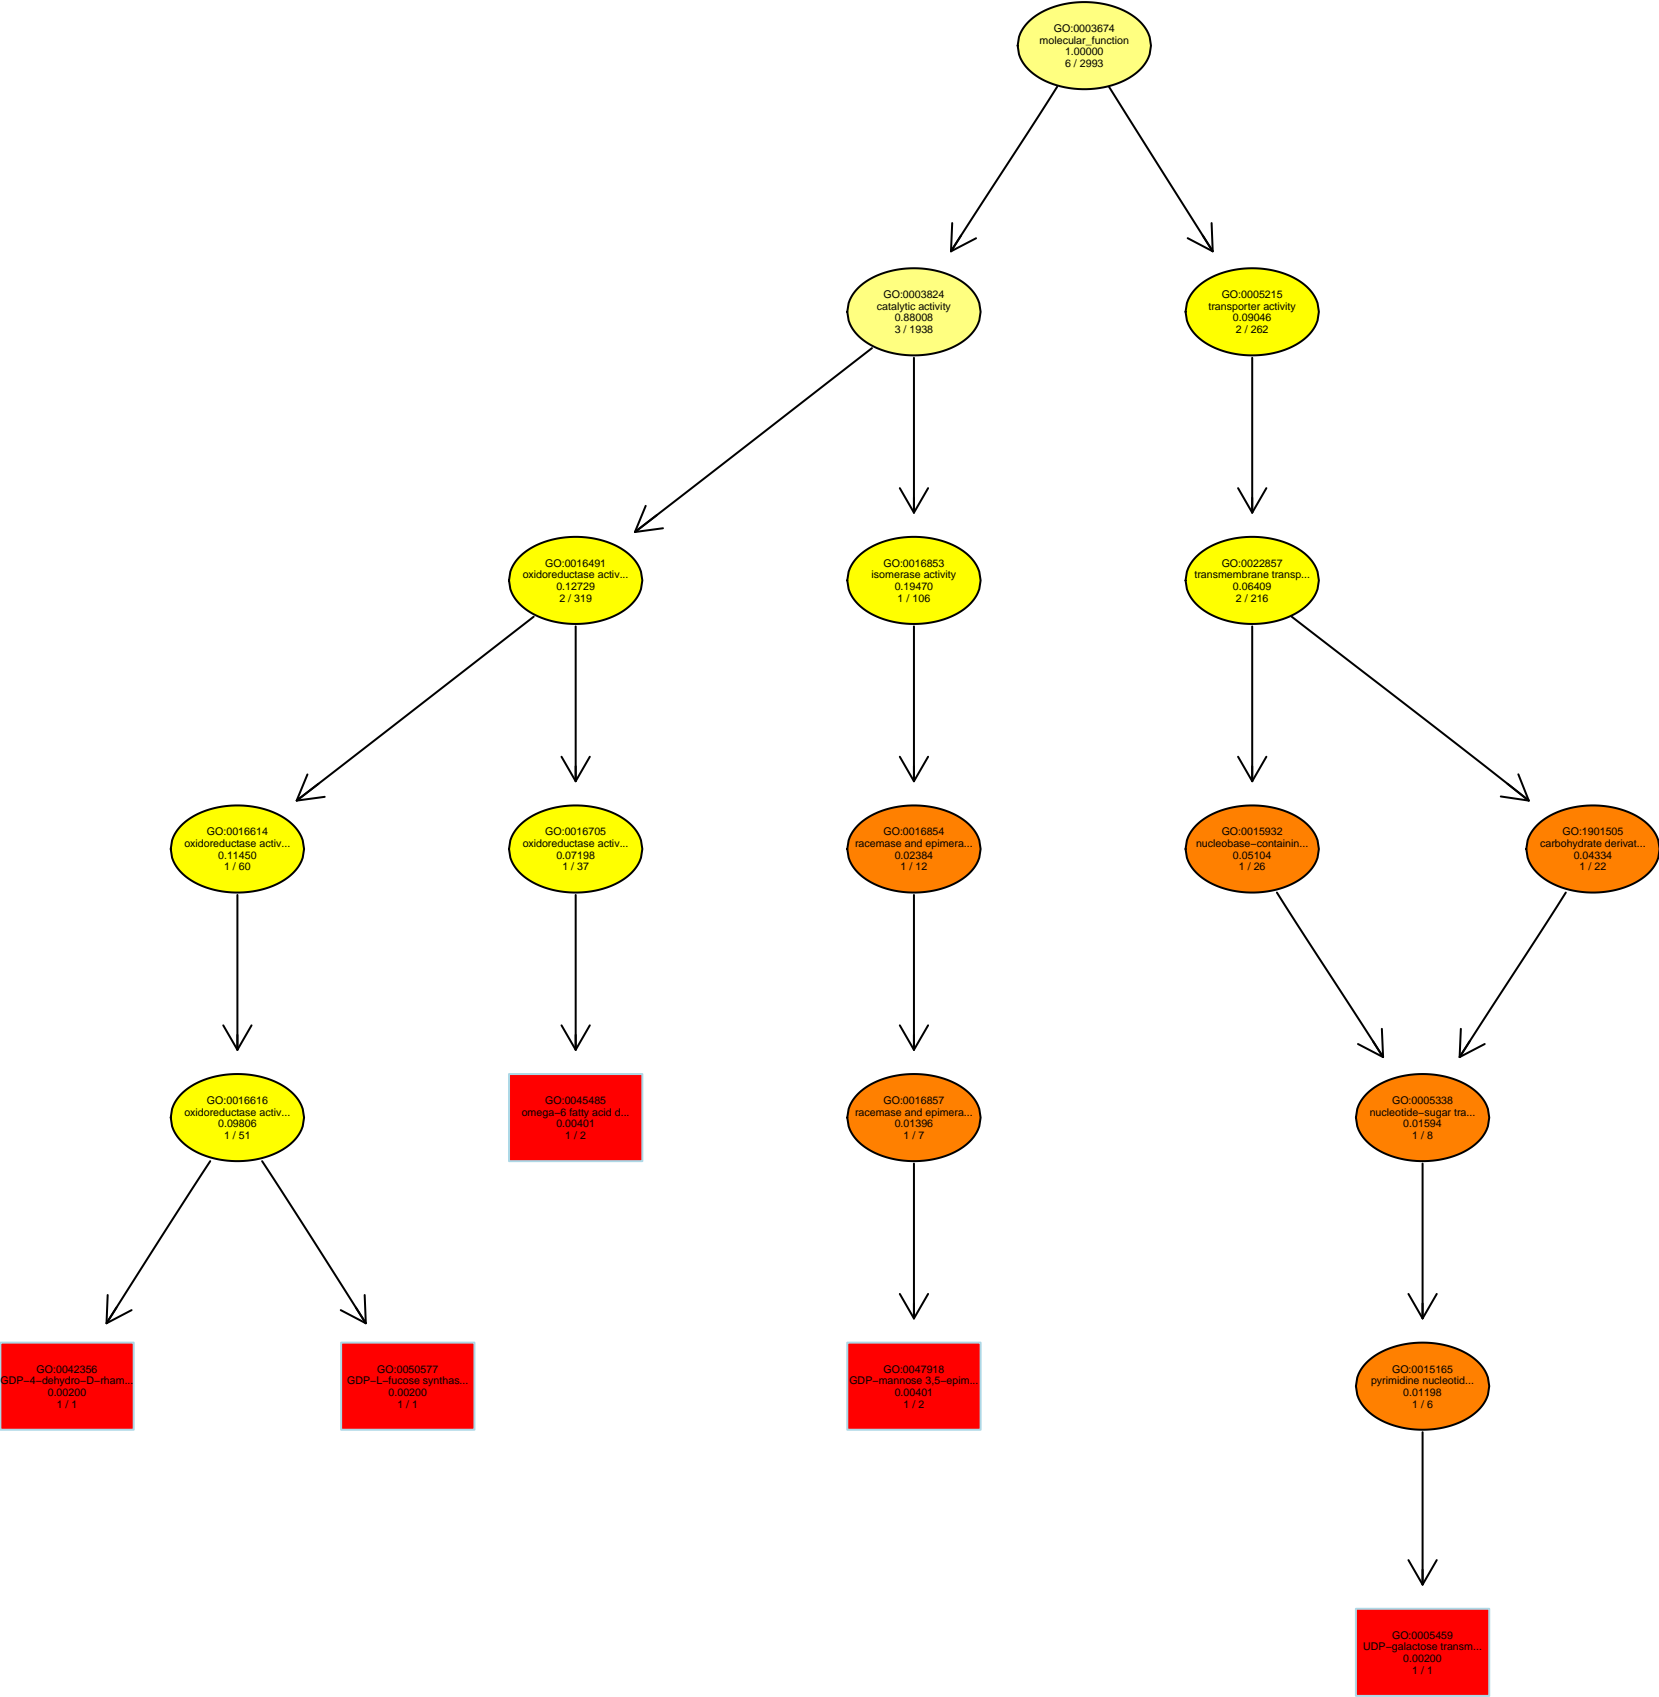 GO:0003674
molecular_function
1.00000
6 / 2993
GO:0003824
catalytic activity
0.88008
3 / 1938
GO:0005215
transporter activity
0.09046
2 / 262
GO:0016491
oxidoreductase activ...
0.12729
2 / 319
GO:0016853
isomerase activity
0.19470
1 / 106
GO:0022857
transmembrane transp...
0.06409
2 / 216
GO:0016614
oxidoreductase activ...
0.11450
1 / 60
GO:0016705
oxidoreductase activ...
0.07198
1 / 37
GO:0016854
racemase and epimera...
0.02384
1 / 12
GO:0015932
nucleobase−containin...
0.05104
1 / 26
GO:1901505
carbohydrate derivat...
0.04334
1 / 22
GO:0016616
oxidoreductase activ...
0.09806
1 / 51
GO:0045485
omega−6 fatty acid d...
0.00401
1 / 2
GO:0016857
racemase and epimera...
0.01396
1 / 7
GO:0005338
nucleotide−sugar tra...
0.01594
1 / 8
GO:0042356
GDP−4−dehydro−D−rham...
0.00200
1 / 1
GO:0050577
GDP−L−fucose synthas...
0.00200
1 / 1
GO:0047918
GDP−mannose 3,5−epim...
0.00401
1 / 2
GO:0015165
pyrimidine nucleotid...
0.01198
1 / 6
GO:0005459
UDP−galactose transm...
0.00200
1 / 1